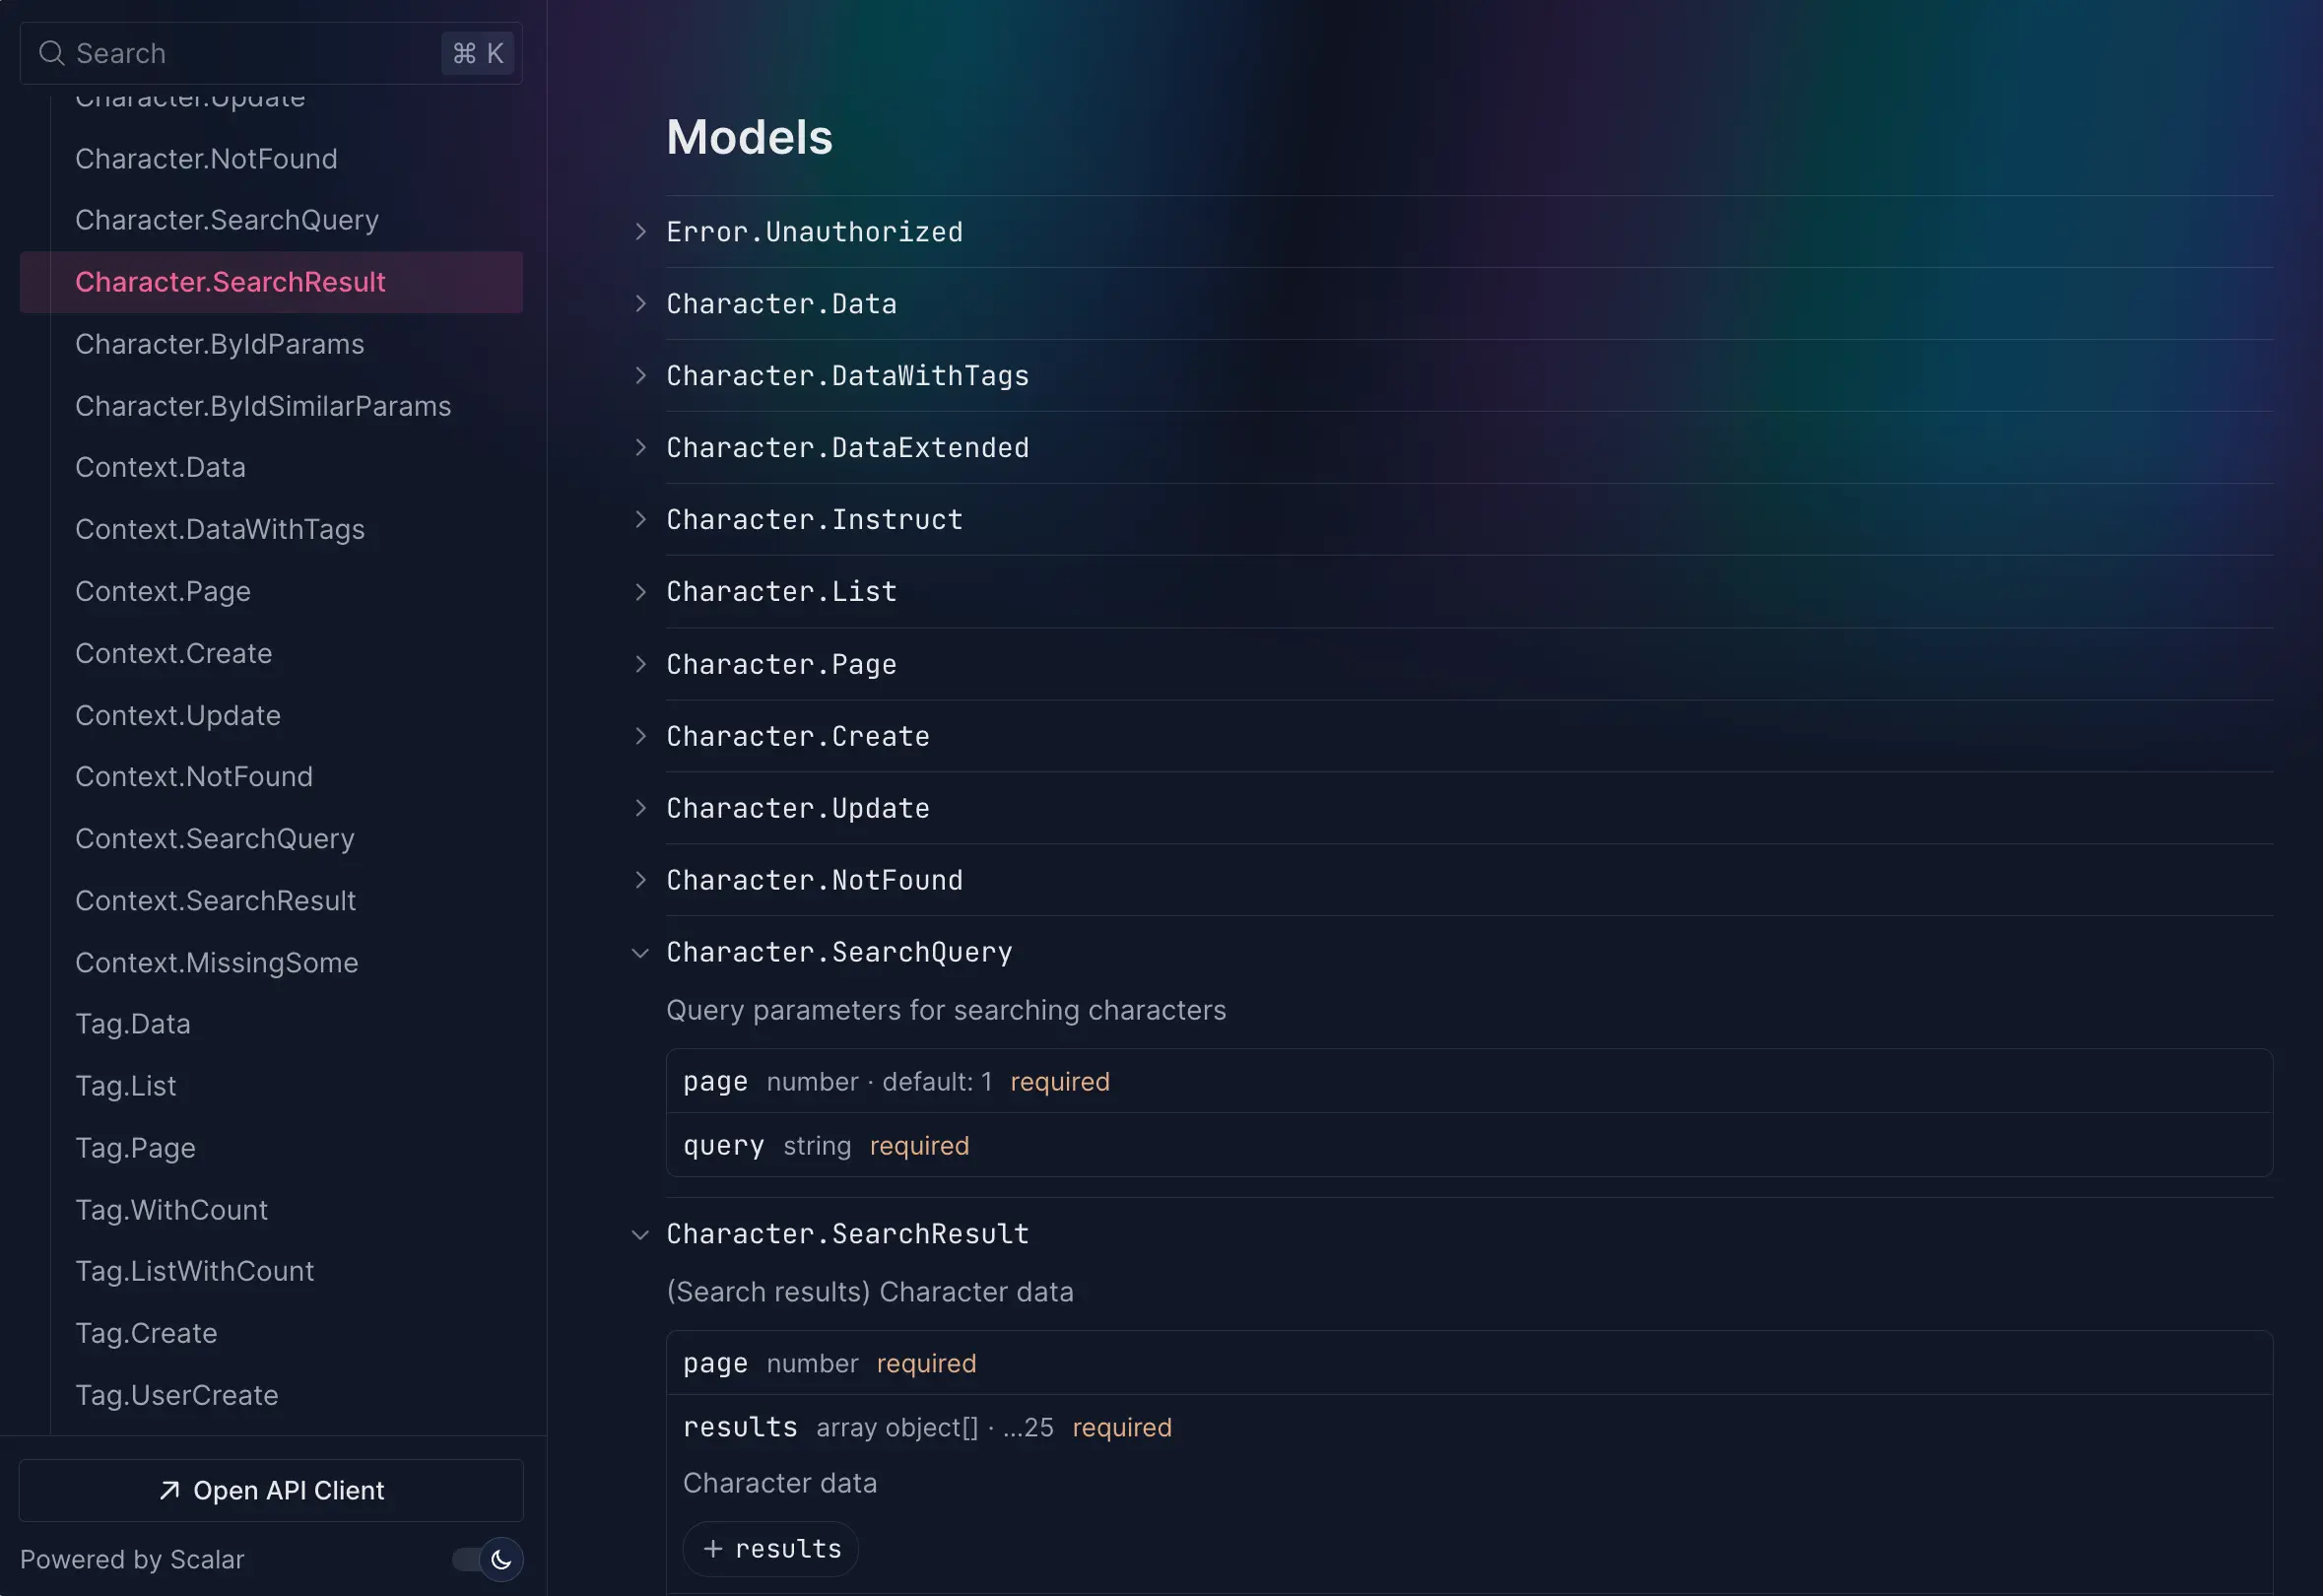 Search
⌘ K
Character.Update
Character.NotFound
Character.SearchQuery
Character.SearchResult
Character.ByIdParams
Character.ByIdSimilarParams
Context.Data
Context.DataWithTags
Context.Page
Context.Create
Context.Update
Context.NotFound
Context.SearchQuery
Context.SearchResult
Context.MissingSome
Tag.Data
Tag.List
Tag.Page
Tag.WithCount
Tag.ListWithCount
Tag.Create
Tag.UserCreate
Open API Client
Powered by Scalar
Models
Error.Unauthorized
Character.Data
Character.DataWithTags
Character.DataExtended
Character.Instruct
Character.List
Character.Page
Character.Create
Character.Update
Character.NotFound
Character.SearchQuery
Query parameters for searching characters
page number · default: 1 required
query string required
Character.SearchResult
(Search results) Character data
page number required
results array object[] · …25 required
Character data
+ results